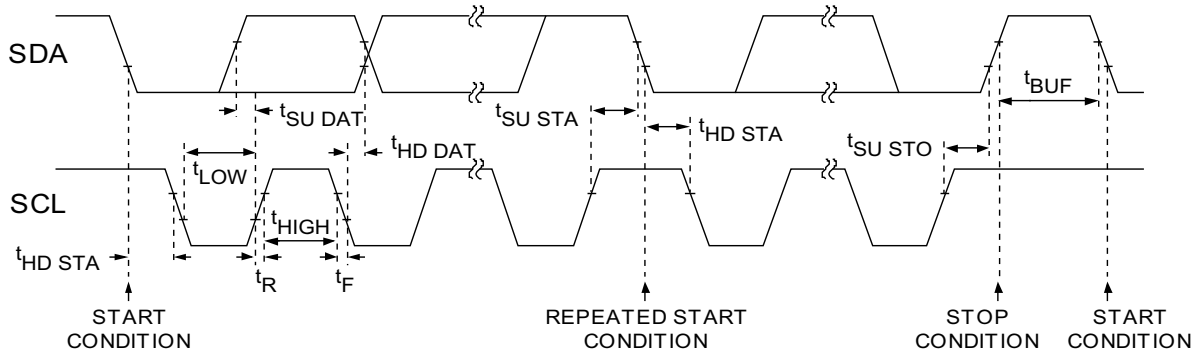 SDA
tSU DAT
tHD DAT
tSU STA
tHD STA
tSU STO
tBUF
SCL
tLOW
tHIGH
tHD STA
tR
tF
START
CONDITION
REPEATED START
CONDITION
STOP
CONDITION
START
CONDITION